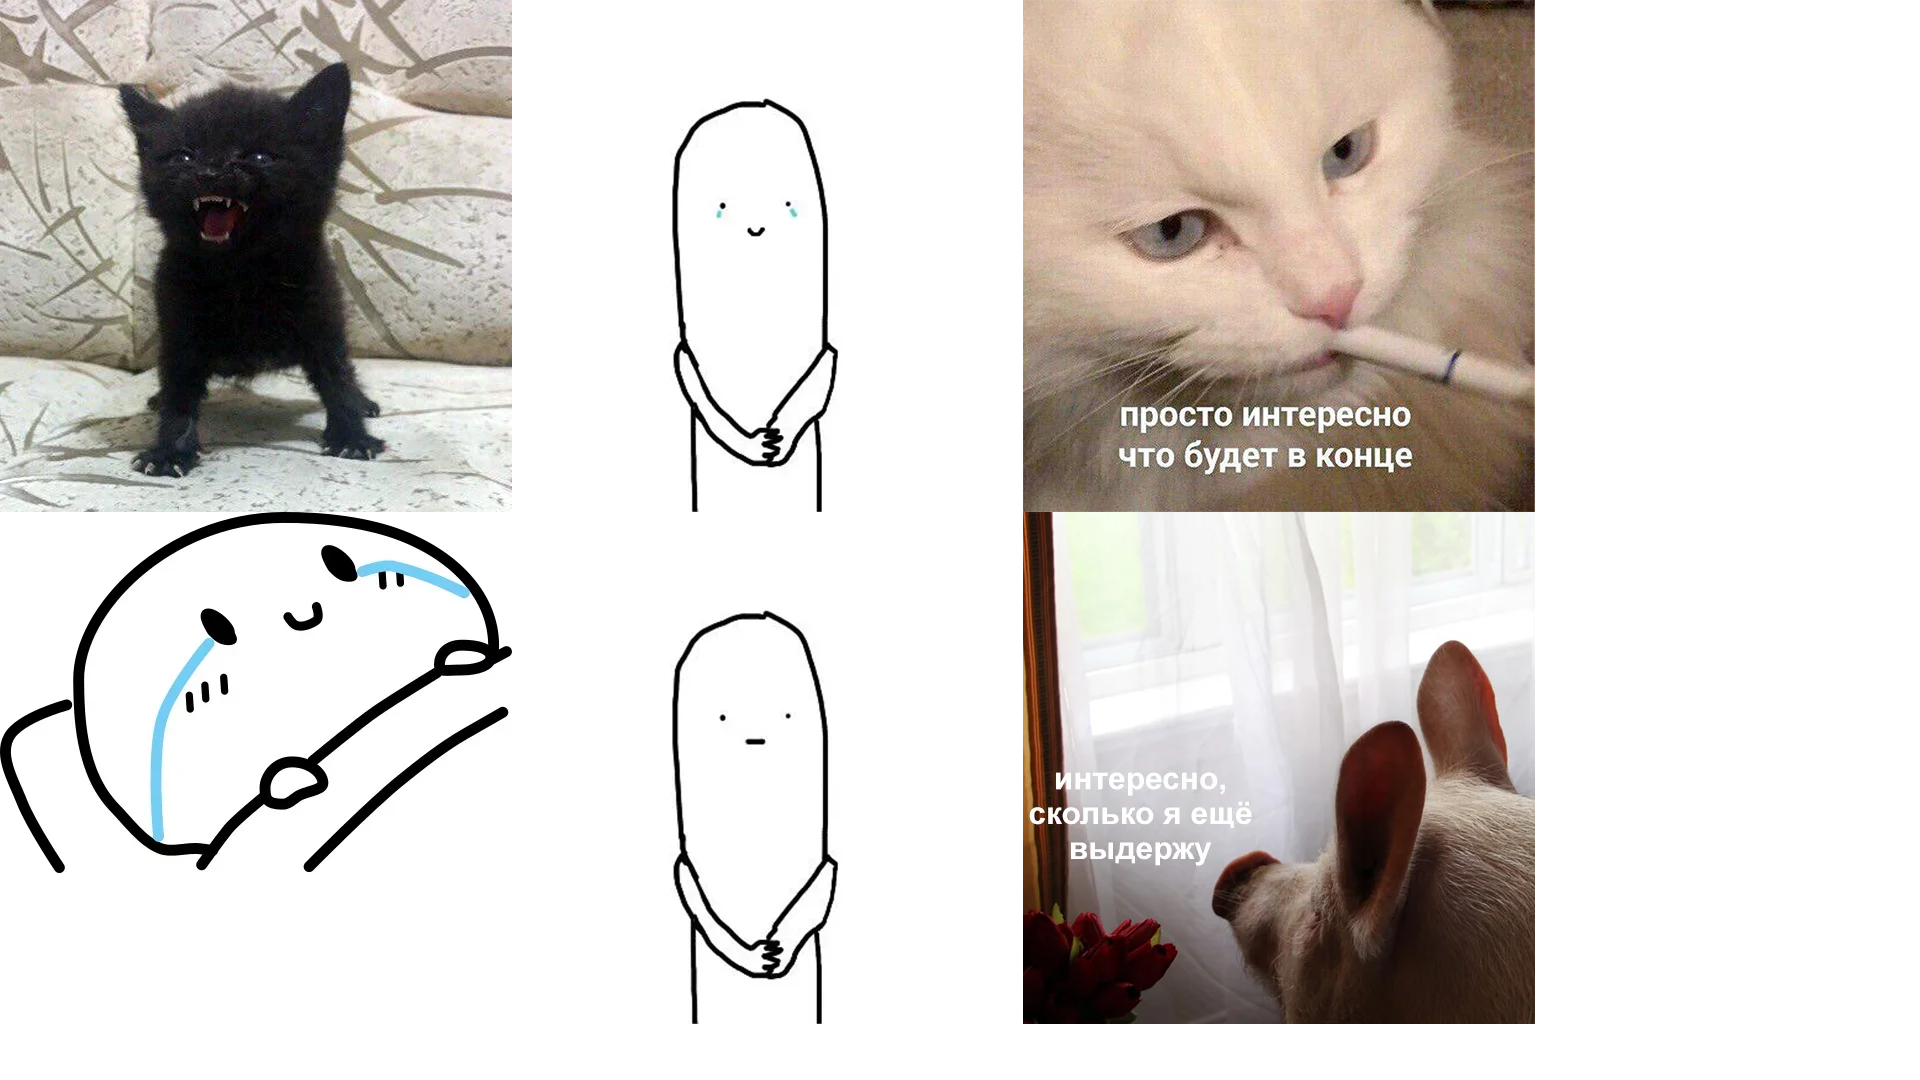 просто интересно
что будет в конце
интересно,
сколько я ещё
выдержу